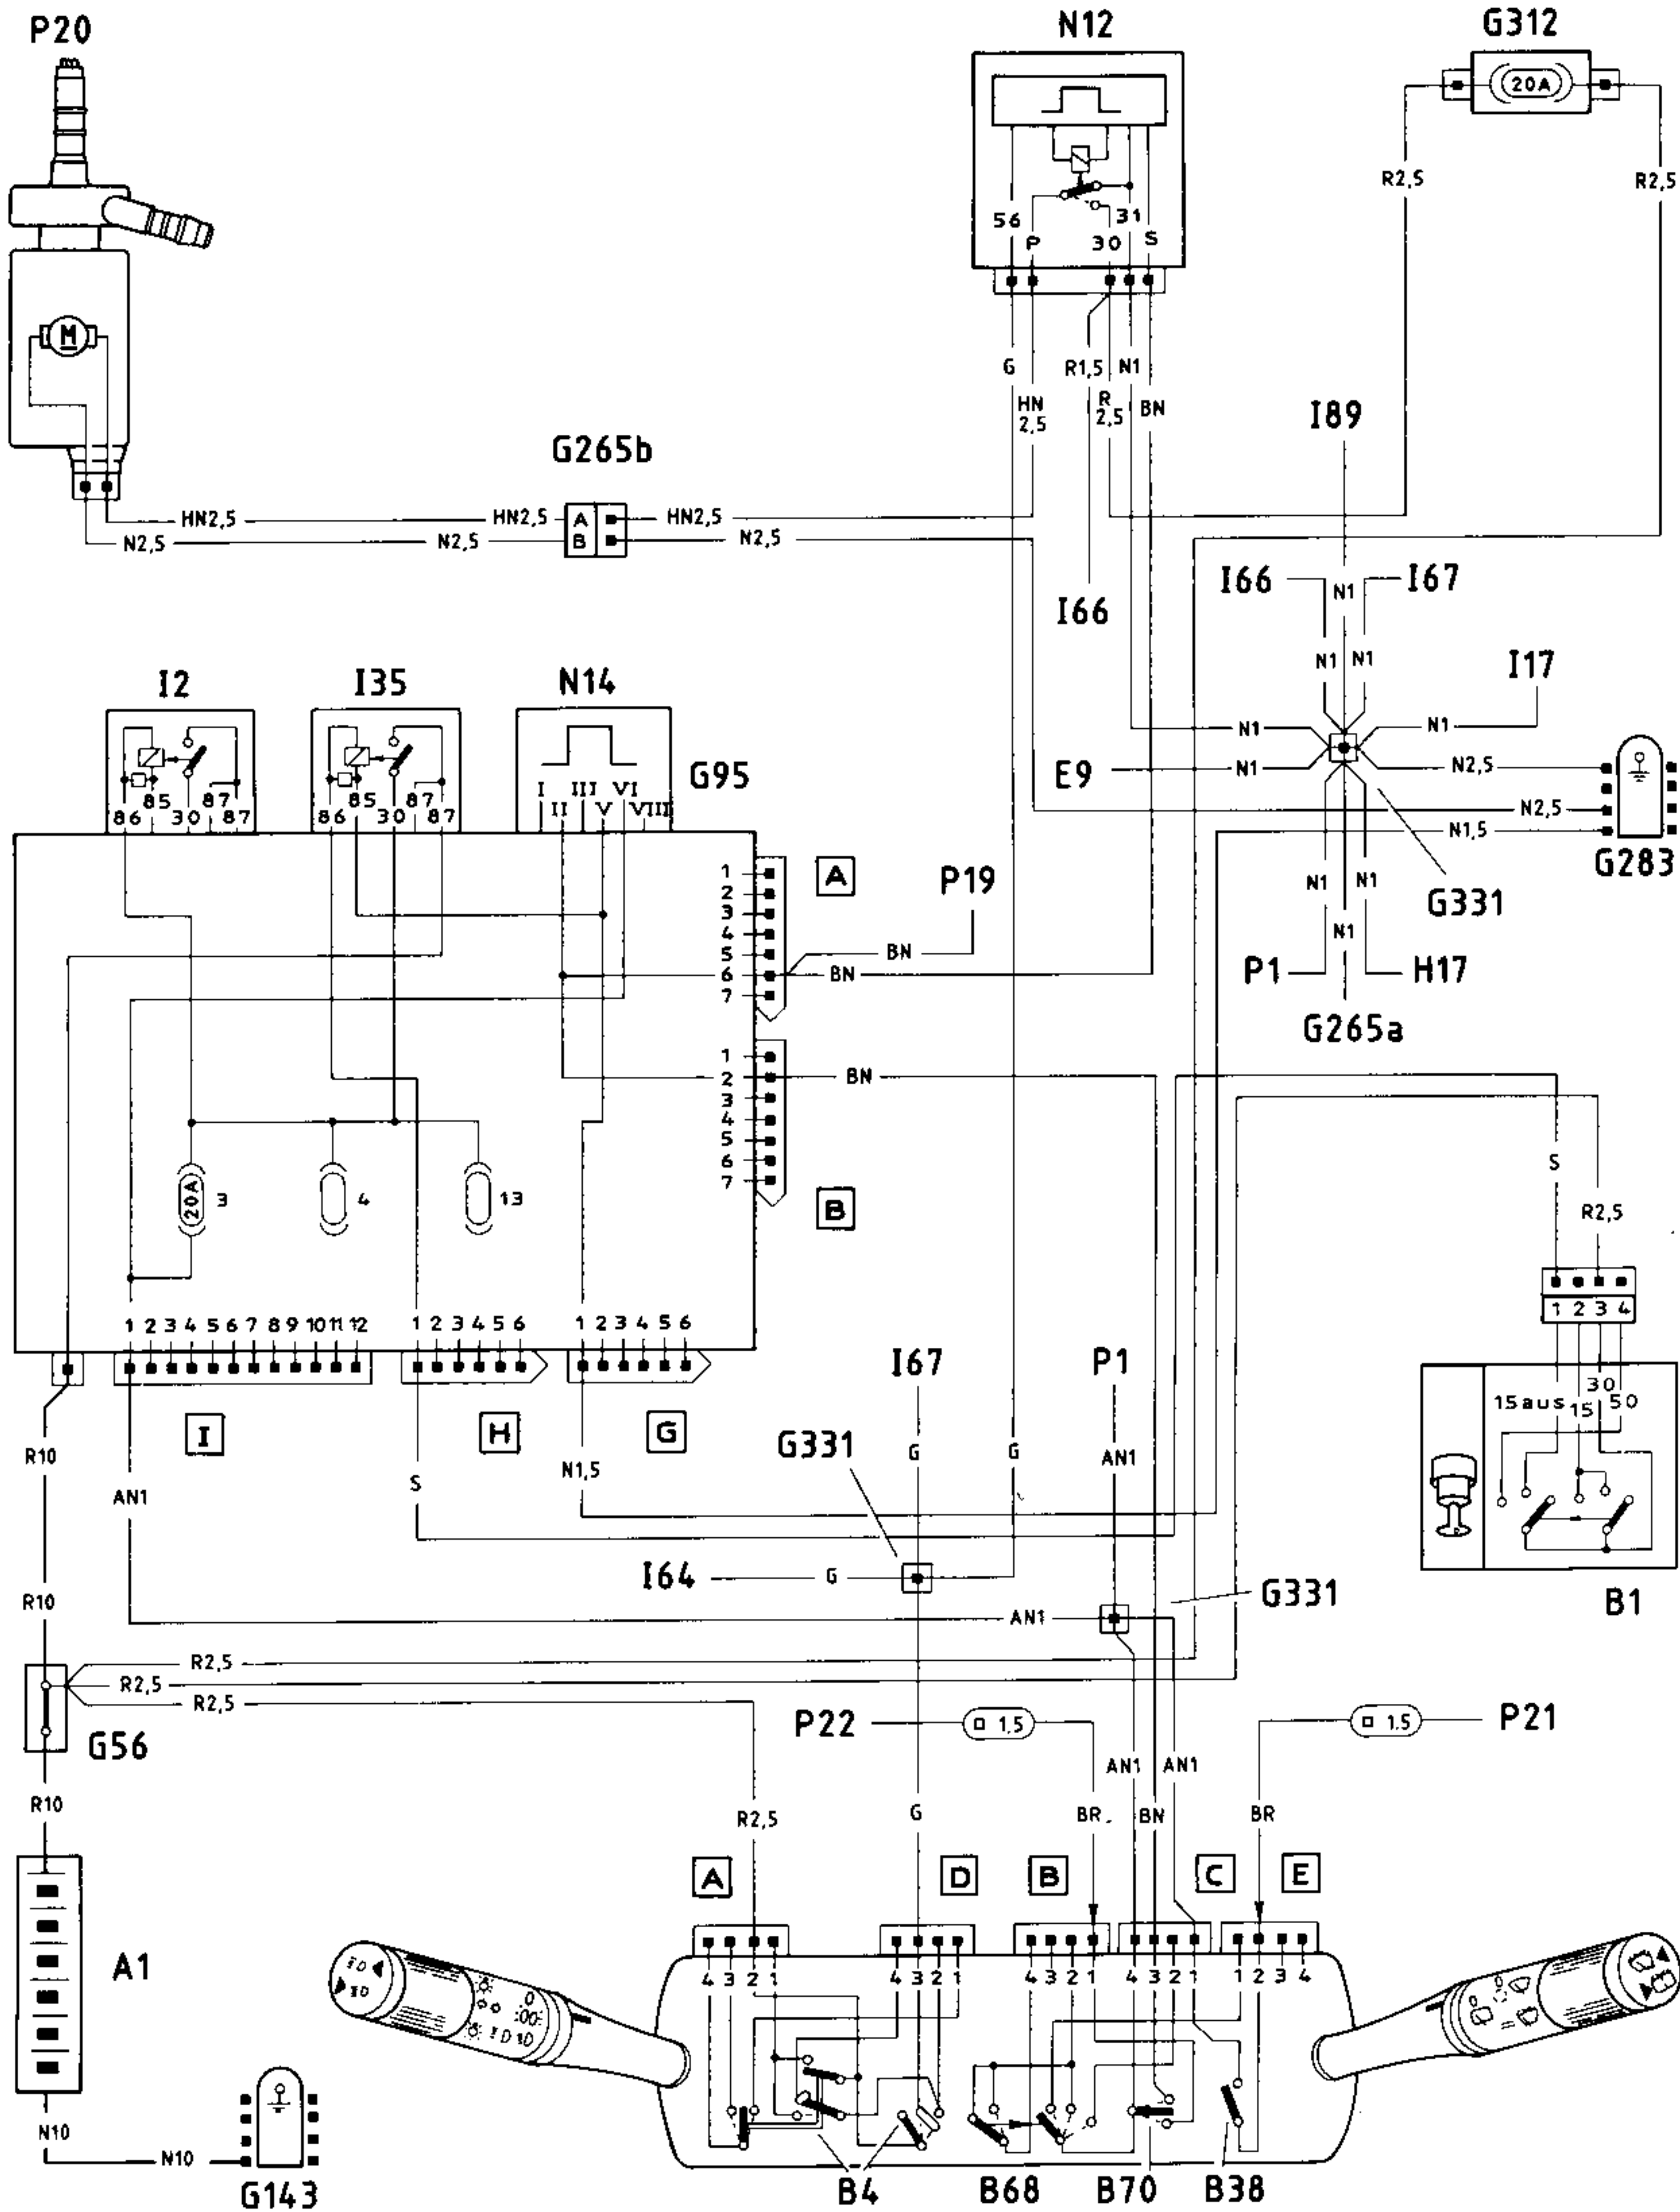 P20
N12
G312
20A
R2,5
R2,5
56
P
31
30
S
M
G
HN
2,5
R1,5
R
2,5
N1
BN
I89
G265b
HN2,5
HN2,5
A
HN2,5
N2,5
N2,5
B
N2,5
I66
I66
N1
I67
N1
N1
I17
N1
N1
E9
N1
N2,5
N2,5
N1,5
G283
G331
N1
N1
N1
P1
H17
G265a
I2
I35
N14
G95
86
85
30
87
87
86
85
30
87
87
I
II
III
V
VI
VIII
1
2
3
4
5
6
7
A
P19
BN
BN
1
2
3
4
5
6
7
BN
B
20A
3
4
13
S
R2,5
1 2 3 4 5 6 7 8 9 10 11 12
1 2 3 4 5 6
1 2 3 4 5 6
I
H
G
1 2 3 4
30
15aus
15
50
B1
R10
AN1
S
N1,5
I67
P1
G331
G
G
AN1
I64
G
G331
R10
AN1
R2,5
R2,5
R2,5
G56
P22
1,5
1.5
P21
R10
R2,5
G
BR
AN1
BN
AN1
BR
A
D
B
C
E
4 3 2 1
4 3 2 1
4 3 2 1
4 3 2 1
1 2 3 4
A1
N10
N10
G143
B4
B68
B70
B38